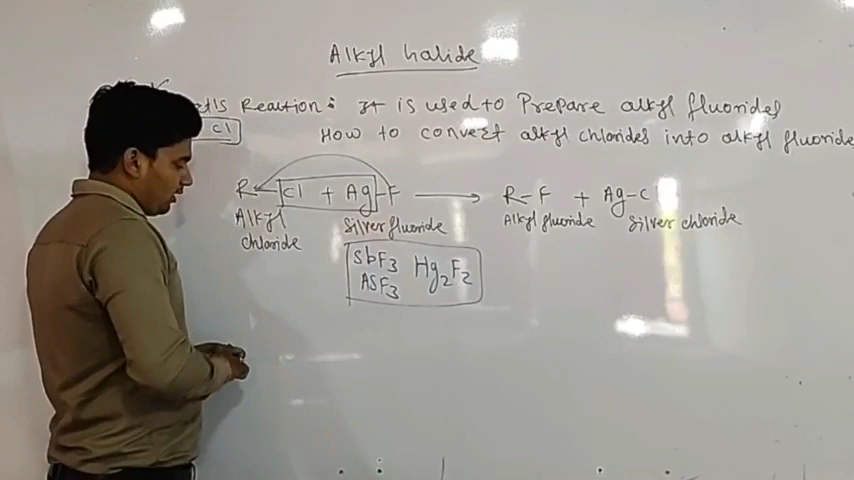 Alkyl halide
Reaction: It is used to Prepare alkyl fluorides
Cl How to convert alkyl chlorides into alkyl fluoride
R-Cl + Ag-F → R-F + Ag-C
Alkyl chloride Silver fluoride Alkyl fluoride Silver chloride
SbF3 Hg2F2
ASF3